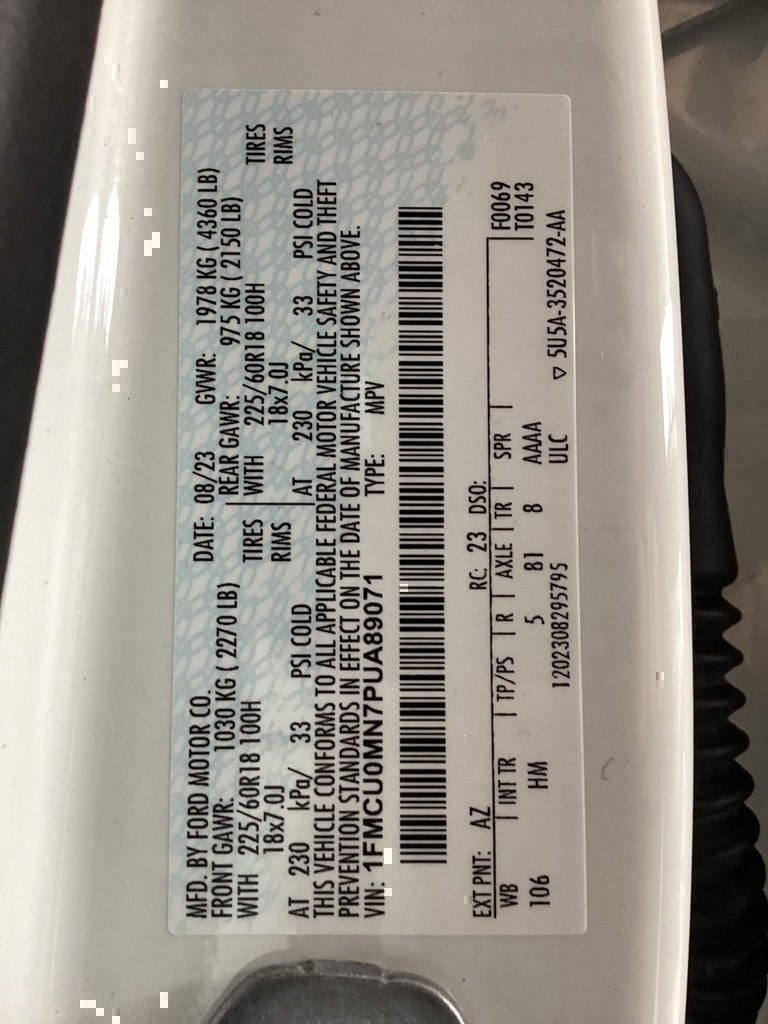 MFD. BY FORD MOTOR CO.
DATE: 08/23 GVWR: 1978 KG ( 4360 LB)
FRONT GAWR: 1030 KG ( 2270 LB) REAR GAWR: 975 KG ( 2150 LB)
WITH 225/60R18 100H TIRES WITH 225/60R18 100H TIRES
18x7.0J RIMS 18x7.0J RIMS
AT 230 kPa/ 33 PSI COLD AT 230 kPa/ 33 PSI COLD
THIS VEHICLE CONFORMS TO ALL APPLICABLE FEDERAL MOTOR VEHICLE SAFETY AND THEFT
PREVENTION STANDARDS IN EFFECT ON THE DATE OF MANUFACTURE SHOWN ABOVE.
VIN: 1FMCU0MN7PUA89071 TYPE: MPV
EXT PNT: AZ RC: 23 DSO: F0069
WB INT TR TP/PS R AXLE TR SPR T0143
106 HM 5 81 8 AAAA
1202308295795 ULC ▽ 5U5A-3520472-AA